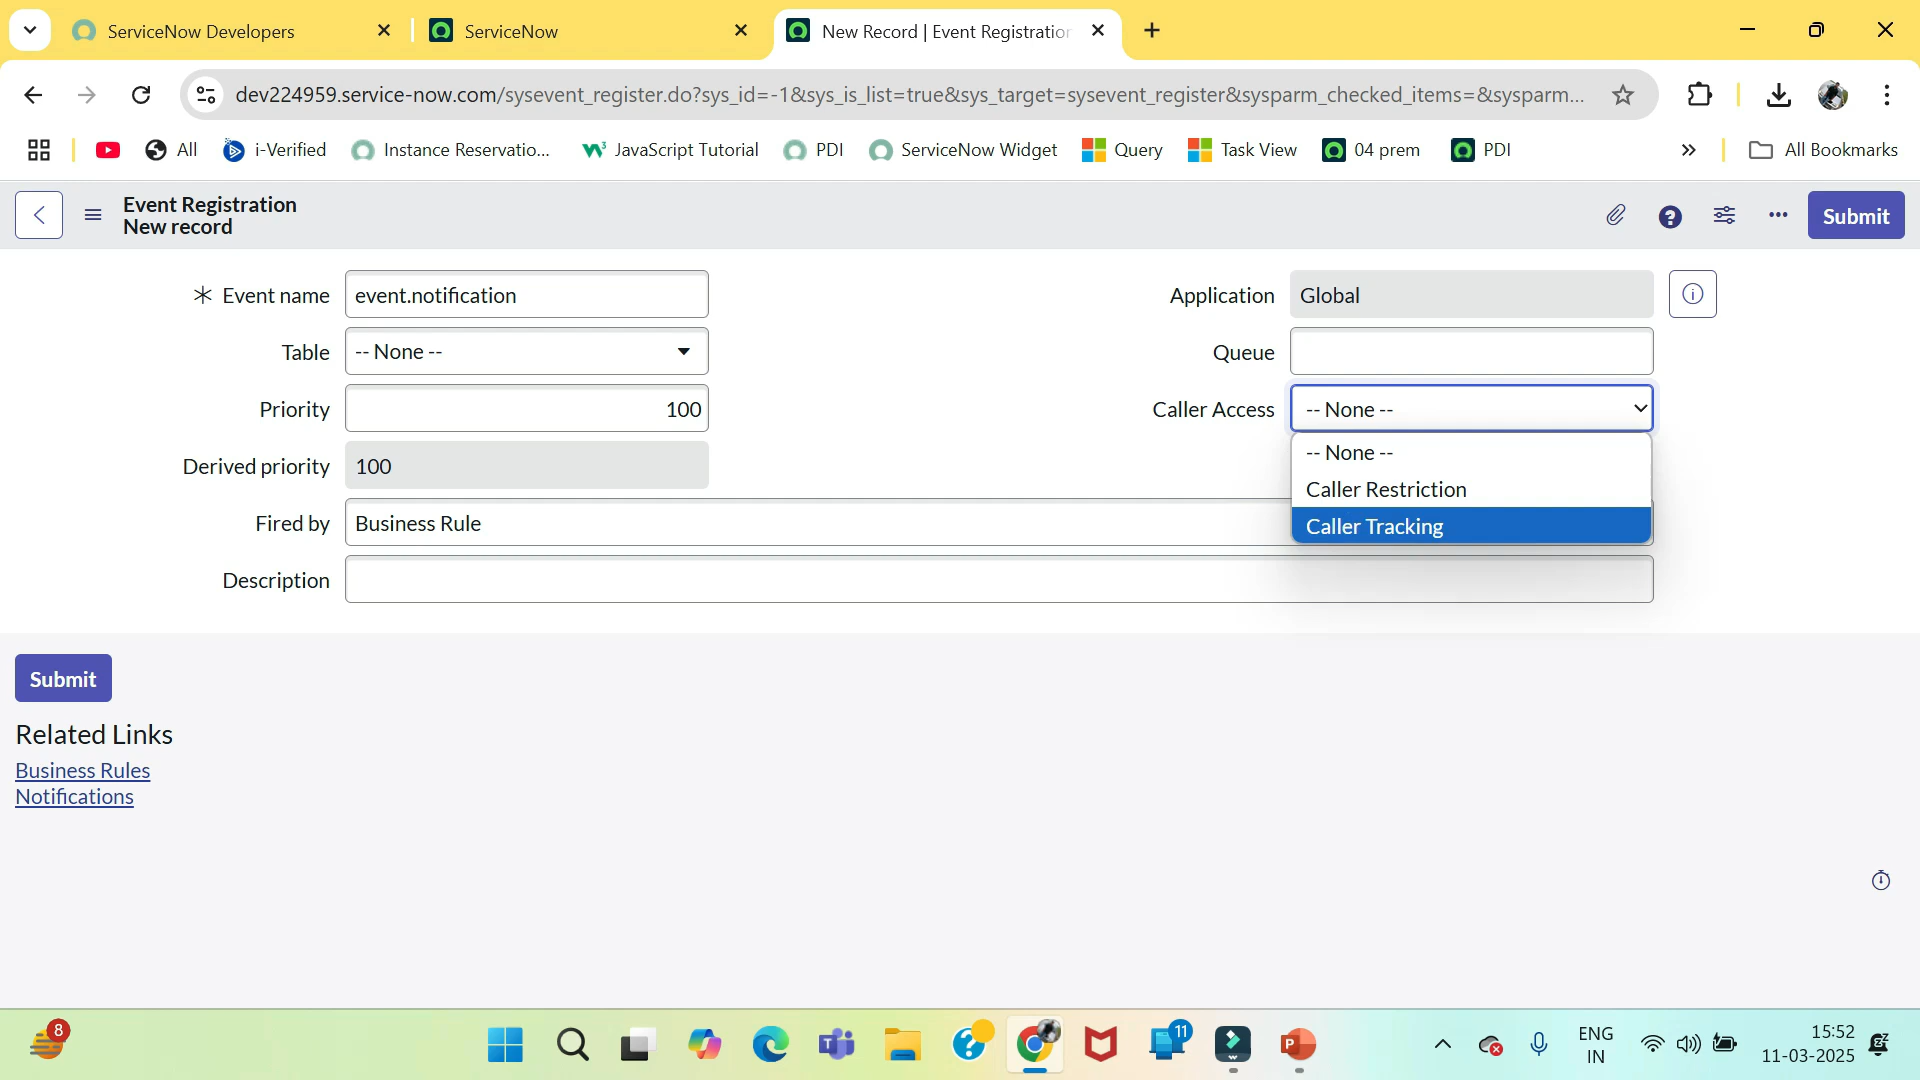 ServiceNow Developers
ServiceNow
New Record | Event Registration
dev224959.service-now.com/sysevent_register.do?sys_id=-1&sys_is_list=true&sys_target=sysevent_register&sysparm_checked_items=&sysparm...
All
i-Verified
Instance Reservatio...
JavaScript Tutorial
PDI
ServiceNow Widget
Query
Task View
04 prem
PDI
All Bookmarks
Event Registration
New record
Submit
Event name
event.notification
Application
Global
Table
-- None --
Queue
Priority
100
Caller Access
-- None --
-- None --
Caller Restriction
Caller Tracking
Derived priority
100
Fired by
Business Rule
Description
Submit
Related Links
Business Rules
Notifications
8
11
ENG
IN
15:52
11-03-2025